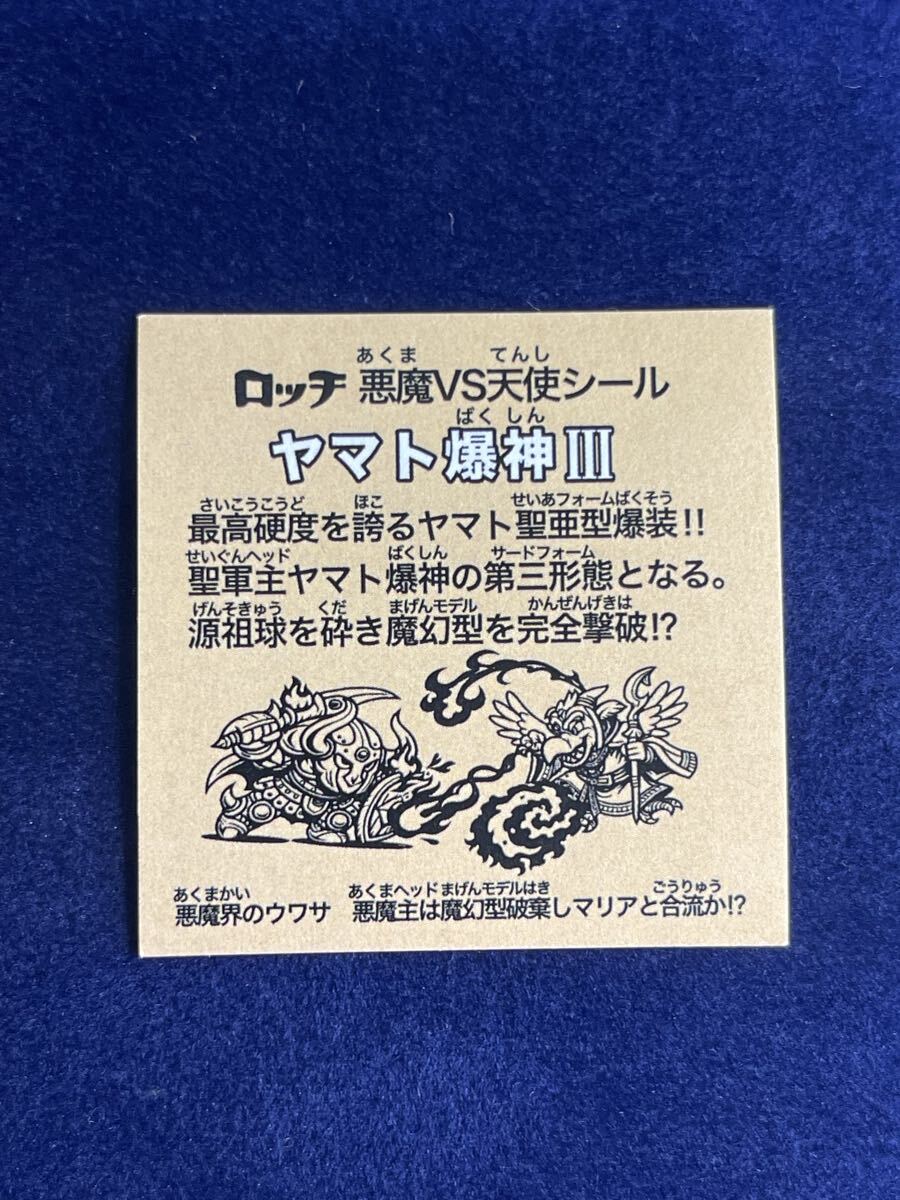 あくま てんし
ロッチ 悪魔VS天使シール
ばくしん
ヤマト爆神III
さいこうこうど ほこ せいあフォームばくそう
最高硬度を誇るヤマト聖亜型爆装!!
せいぐんヘッド ばくしん サードフォーム
聖軍主ヤマト爆神の第三形態となる。
げんそきゅう くだ まげんモデル かんぜんげきは
源祖球を砕き魔幻型を完全撃破!?
あくまかい あくまヘッド まげんモデルはき ごうりゅう
悪魔界のウワサ 悪魔主は魔幻型破棄しマリアと合流か!?